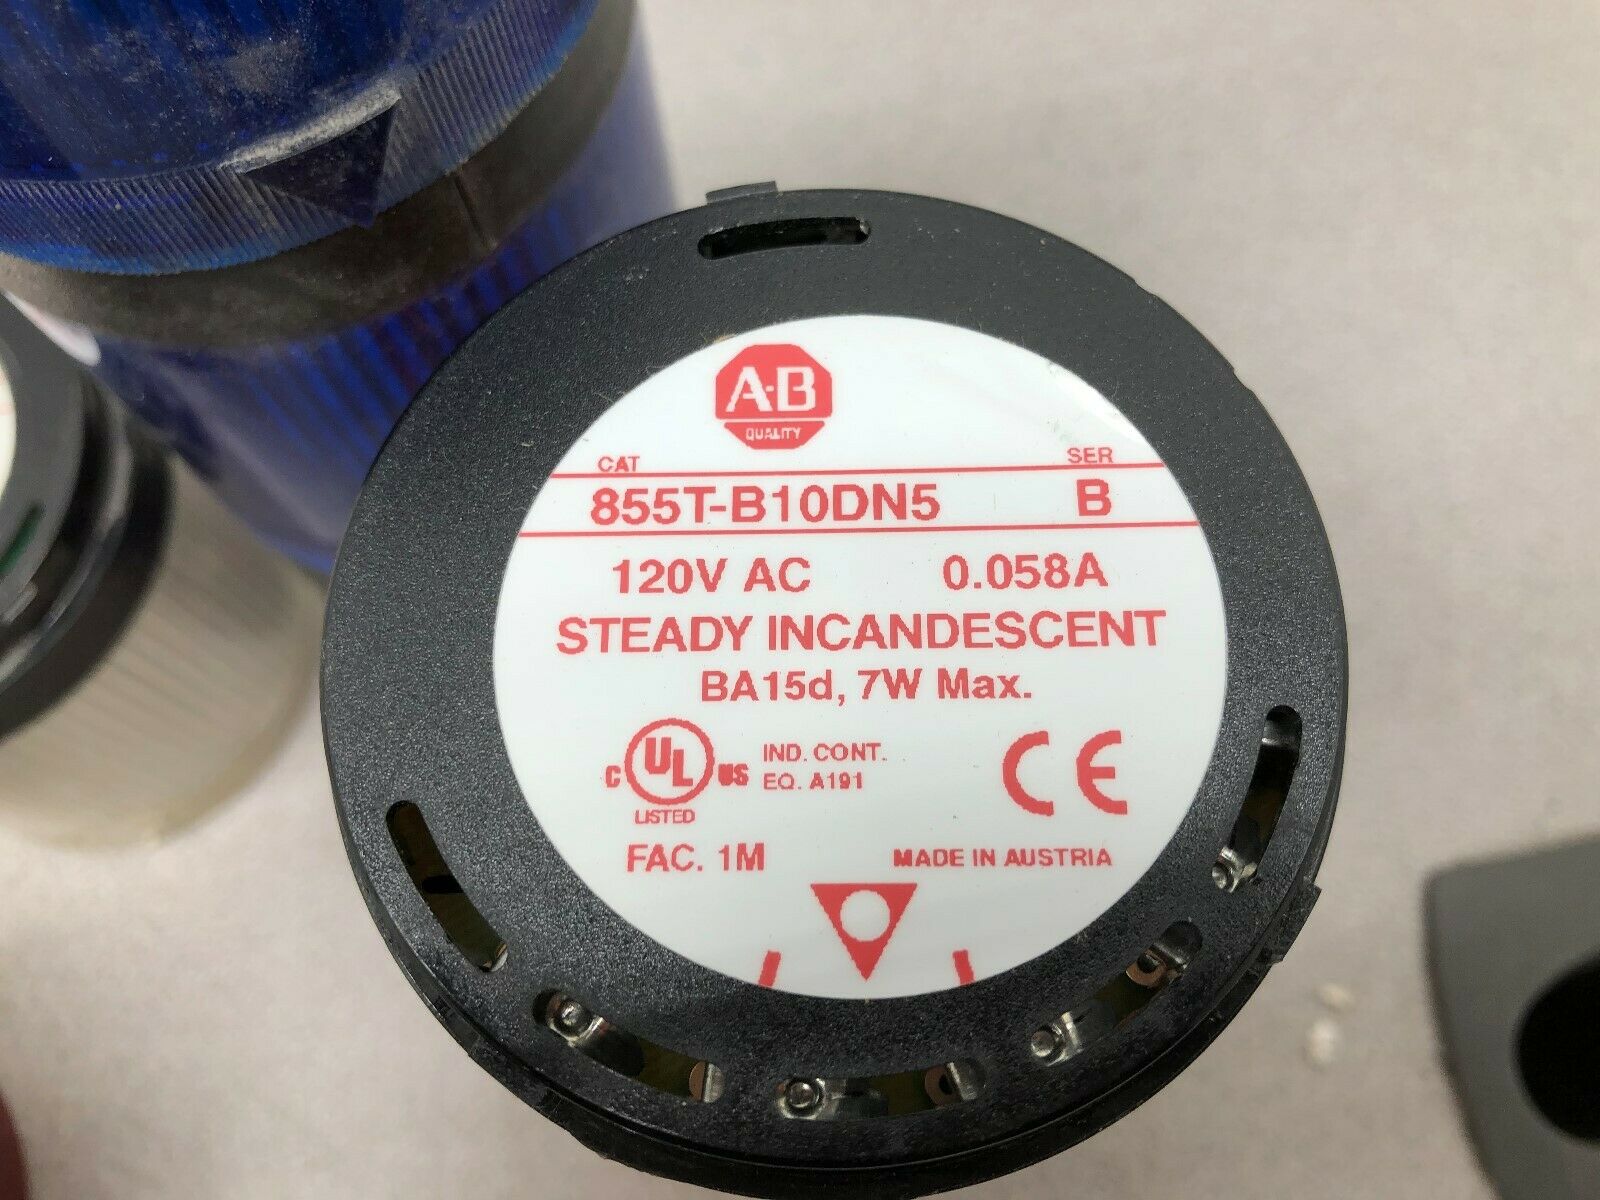 A-B
QUALITY
CAT SER
855T-B10DN5 B
120V AC 0.058A
STEADY INCANDESCENT
BA15d, 7W Max.
C UL US IND. CONT.
EQ. A191
LISTED
CE
FAC. 1M MADE IN AUSTRIA